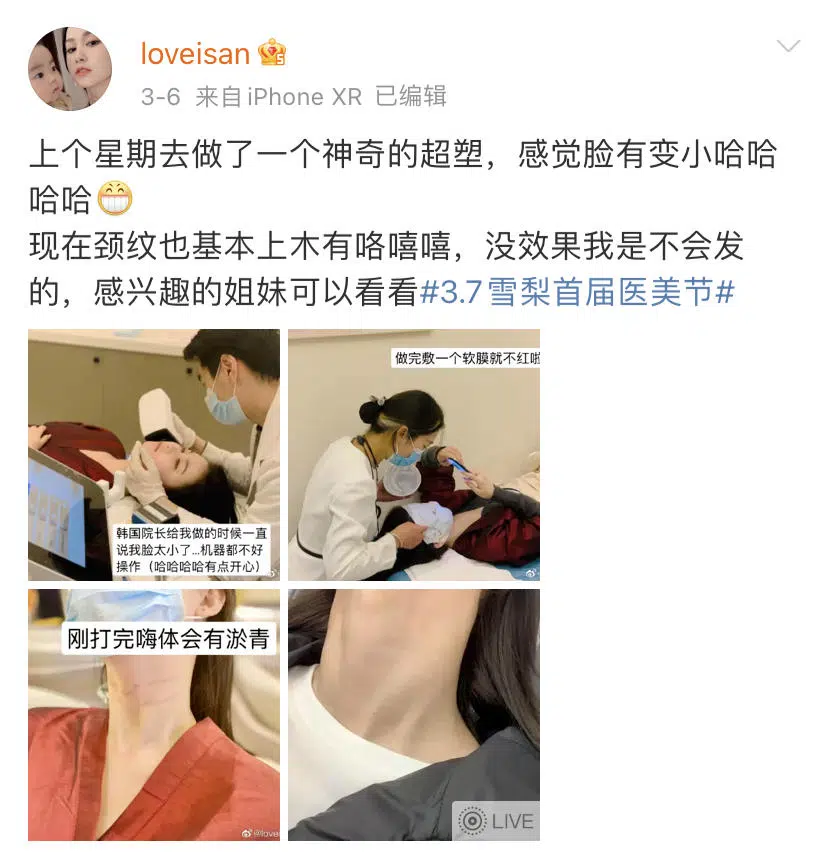 loveisan
3-6 来自iPhone XR 已编辑
上个星期去做了一个神奇的超塑，感觉脸有变小哈哈
哈哈
现在颈纹也基本上木有咯嘻嘻，没效果我是不会发
的，感兴趣的姐妹可以看看#3.7雪梨首届医美节#
韩国院长给我做的时候一直
说我脸太小了...机器都不好
操作（哈哈哈哈有点开心）
做完敷一个软膜就不红啦
刚打完嗨体会有淤青
@love
LIVE